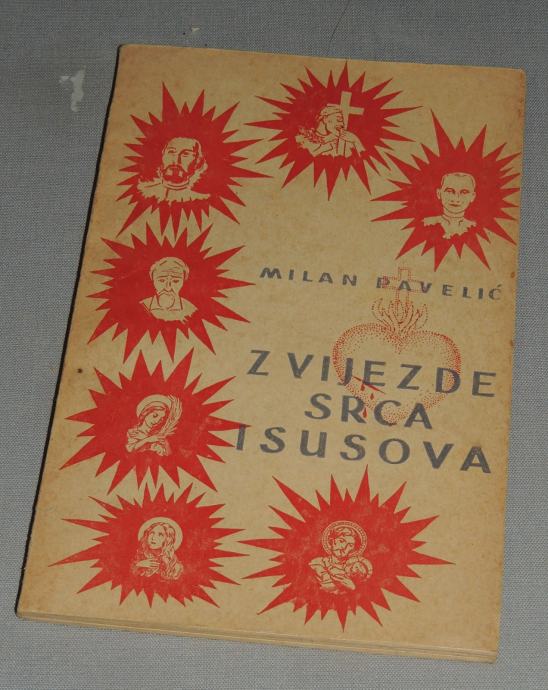 MILAN PAVELIĆ
ZVIJEZDE
SRCA
ISUSOVA